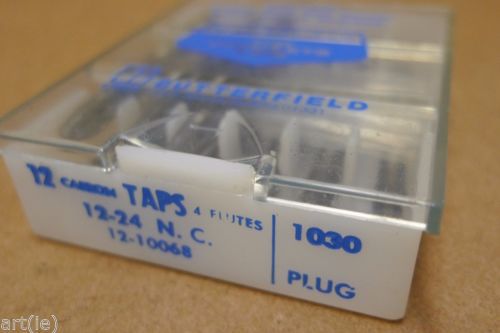 BUTTERFIELD
12 CARBON TAPS 4 FLUTES
12-24 N. C.
12-10068
1030
PLUG
art(ie)